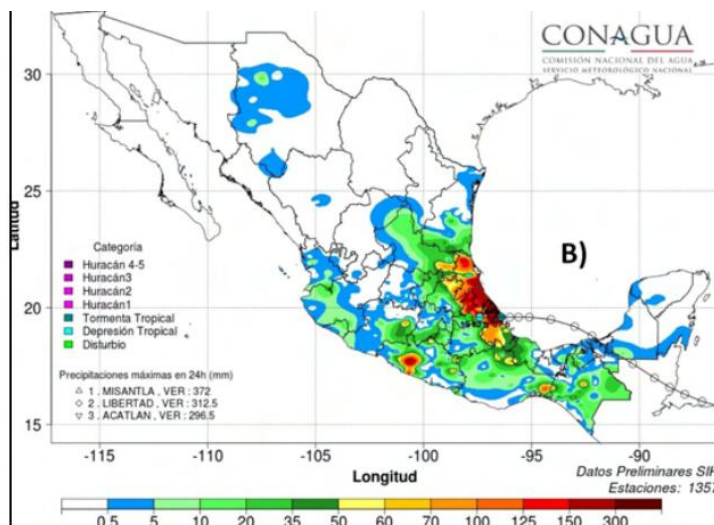 CONAGUA
COMISIÓN NACIONAL DEL AGUA
SERVICIO METEOROLÓGICO NACIONAL
30
25
20
15
Latitud
B)
Categoría
Huracán 4-5
Huracán3
Huracán2
Huracán1
Tormenta Tropical
Depresión Tropical
Disturbio
Precipitaciones máximas en 24h (mm)
1 . MISANTLA , VER : 372
2 . LIBERTAD , VER : 312.5
3 . ACATLAN , VER : 296.5
-115 -110 -105 -100 -95 -90
Longitud
Datos Preliminares SIH
Estaciones: 1357
0.5 5 10 20 35 50 60 70 100 125 150 300